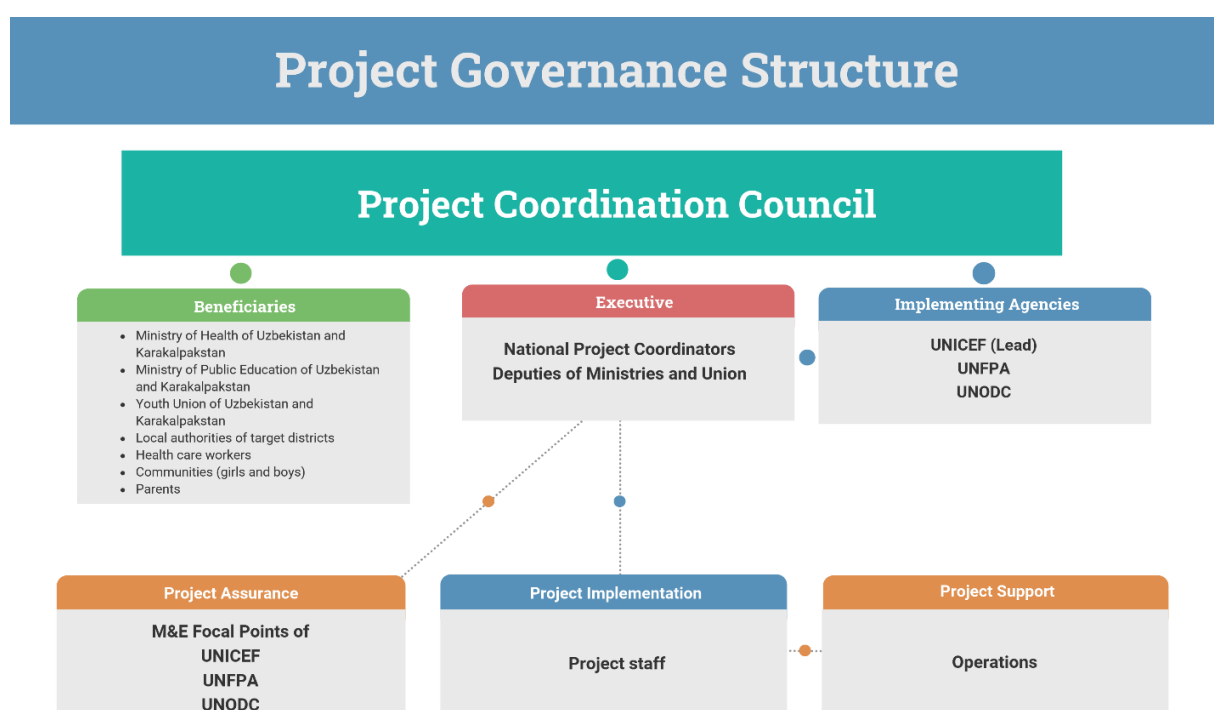 Project Governance Structure
Project Coordination Council
Beneficiaries
• Ministry of Health of Uzbekistan and
Karakalpakstan
• Ministry of Public Education of Uzbekistan
and Karakalpakstan
• Youth Union of Uzbekistan and
Karakalpakstan
• Local authorities of target districts
• Health care workers
• Communities (girls and boys)
• Parents
Executive
National Project Coordinators
Deputies of Ministries and Union
Implementing Agencies
UNICEF (Lead)
UNFPA
UNODC
Project Assurance
M&E Focal Points of
UNICEF
UNFPA
UNODC
Project Implementation
Project staff
Project Support
Operations